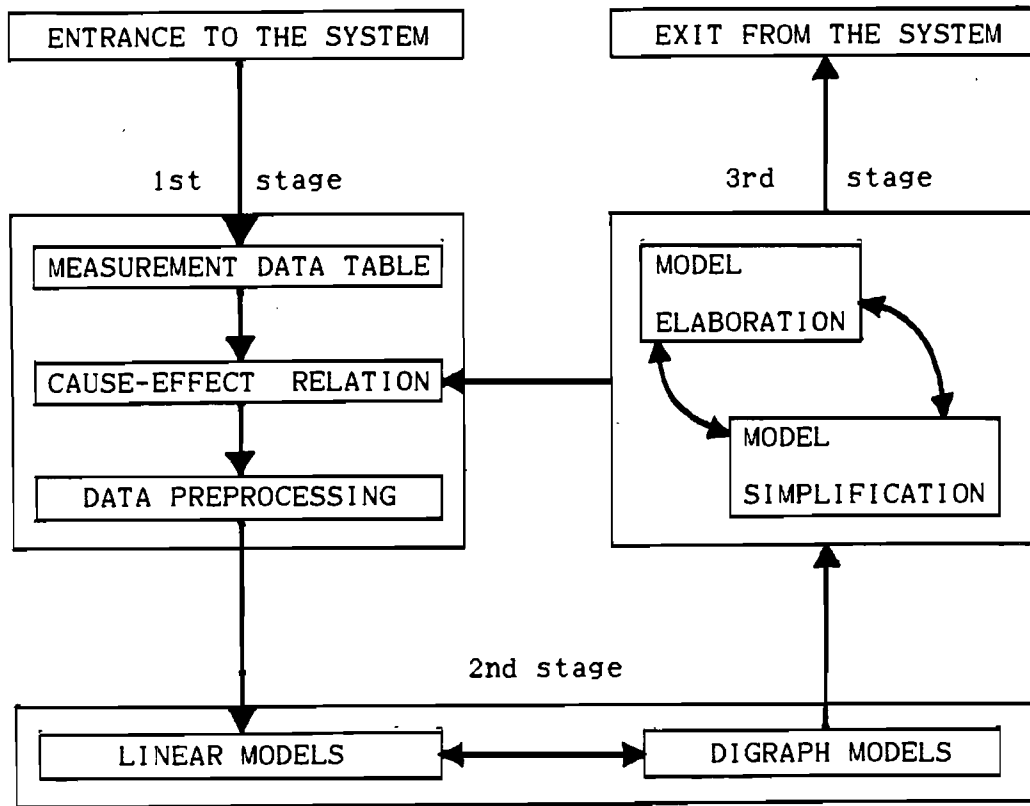 ENTRANCE TO THE SYSTEM
EXIT FROM THE SYSTEM
1st stage
3rd stage
MEASUREMENT DATA TABLE
CAUSE-EFFECT RELATION
DATA PREPROCESSING
MODEL
ELABORATION
MODEL
SIMPLIFICATION
2nd stage
LINEAR MODELS
DIGRAPH MODELS